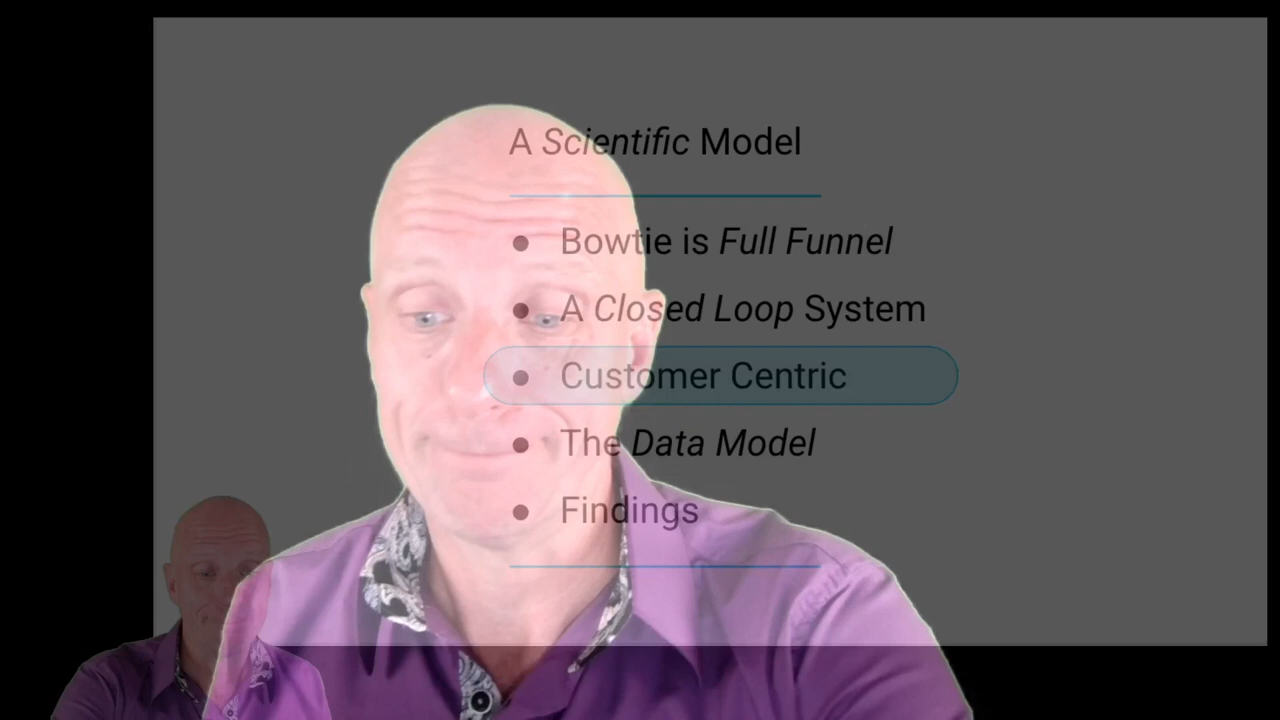 A Scientific Model
● Bowtie is Full Funnel
● A Closed Loop System
● Customer Centric
● The Data Model
● Findings